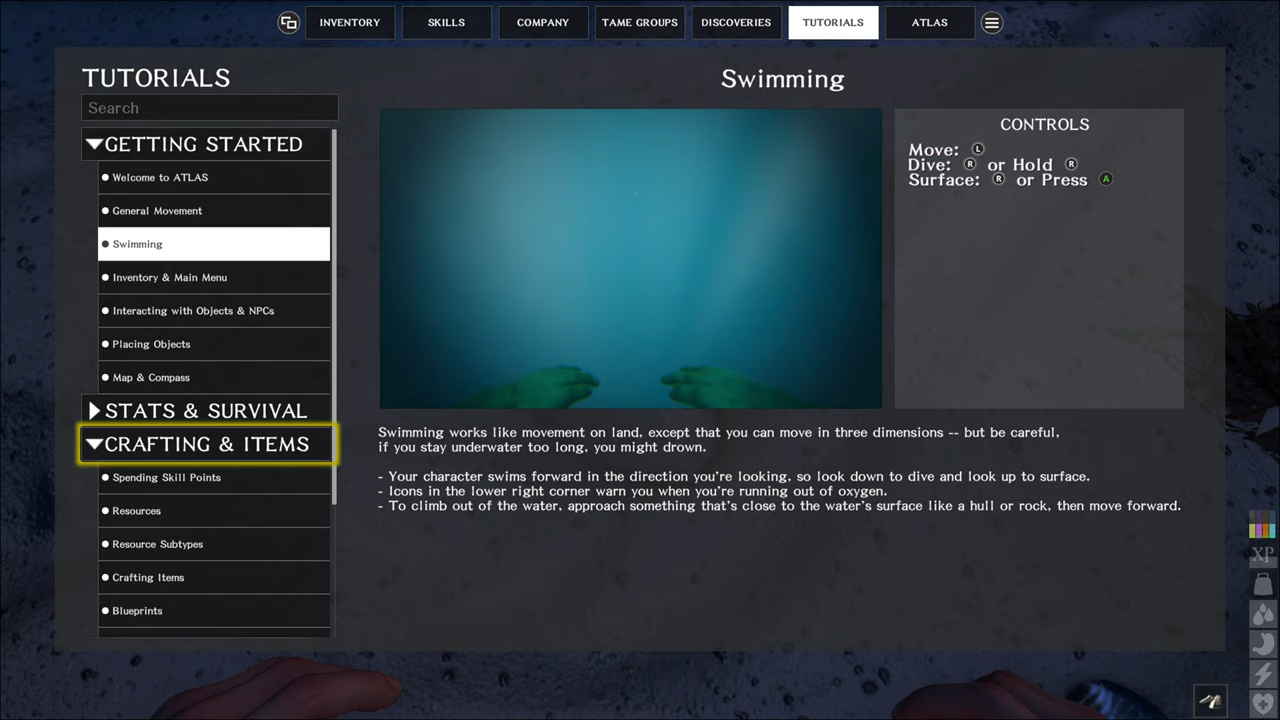 INVENTORY
SKILLS
COMPANY
TAME GROUPS
DISCOVERIES
TUTORIALS
ATLAS
TUTORIALS
Search
GETTING STARTED
Welcome to ATLAS
General Movement
Swimming
Inventory & Main Menu
Interacting with Objects & NPCs
Placing Objects
Map & Compass
STATS & SURVIVAL
CRAFTING & ITEMS
Spending Skill Points
Resources
Resource Subtypes
Crafting Items
Blueprints
Swimming
CONTROLS
Move: L
Dive: R or Hold R
Surface: R or Press A
Swimming works like movement on land, except that you can move in three dimensions -- but be careful,
if you stay underwater too long, you might drown.
- Your character swims forward in the direction you're looking, so look down to dive and look up to surface.
- Icons in the lower right corner warn you when you're running out of oxygen.
- To climb out of the water, approach something that's close to the water's surface like a hull or rock, then move forward.
XP